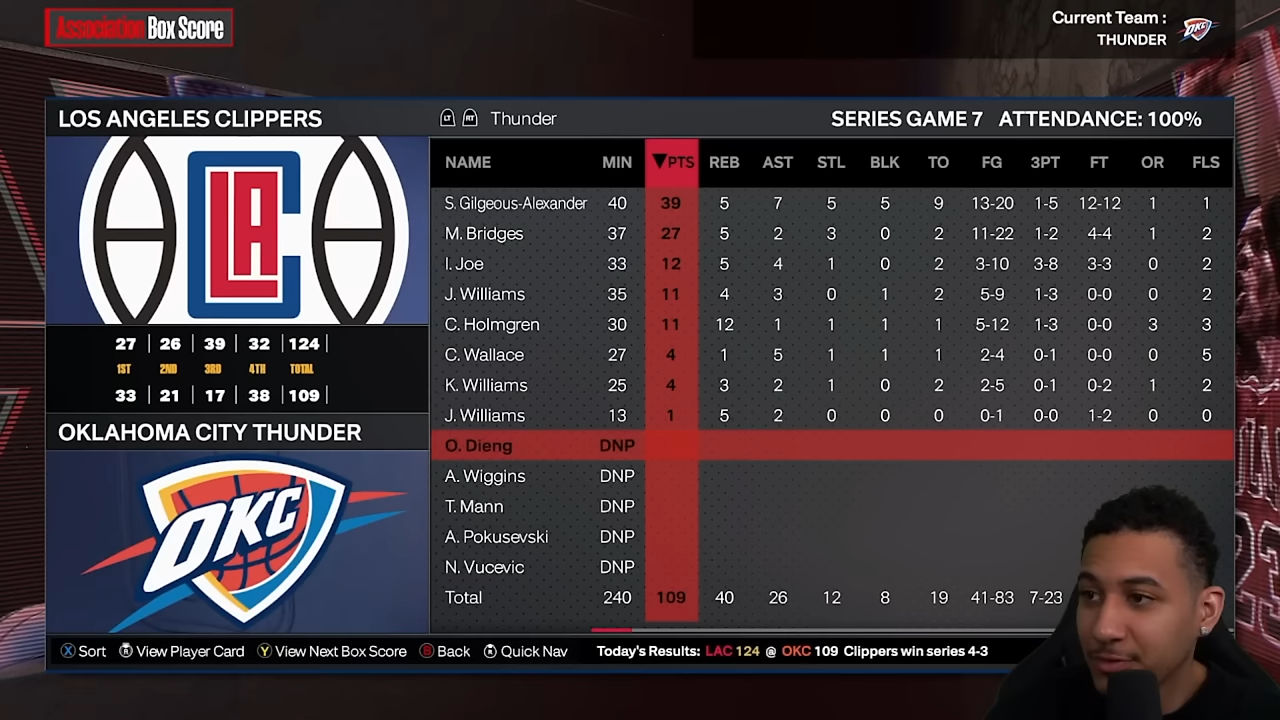 Association Box Score
Current Team :
THUNDER
OKC
LOS ANGELES CLIPPERS
LA
27 | 26 | 39 | 32 | 124 |
1ST 2ND 3RD 4TH TOTAL
33 | 21 | 17 | 38 | 109 |
OKLAHOMA CITY THUNDER
OKC
LT RT Thunder SERIES GAME 7 ATTENDANCE: 100%
NAME MIN ▼PTS REB AST STL BLK TO FG 3PT FT OR FLS
S. Gilgeous-Alexander 40 39 5 7 5 5 9 13-20 1-5 12-12 1 1
M. Bridges 37 27 5 2 3 0 2 11-22 1-2 4-4 1 2
I. Joe 33 12 5 4 1 0 2 3-10 3-8 3-3 0 2
J. Williams 35 11 4 3 0 1 2 5-9 1-3 0-0 0 2
C. Holmgren 30 11 12 1 1 1 1 5-12 1-3 0-0 3 3
C. Wallace 27 4 1 5 1 1 1 2-4 0-1 0-0 0 5
K. Williams 25 4 3 2 1 0 2 2-5 0-1 0-2 1 2
J. Williams 13 1 5 2 0 0 0 0-1 0-0 1-2 0 0
O. Dieng DNP
A. Wiggins DNP
T. Mann DNP
A. Pokusevski DNP
N. Vucevic DNP
Total 240 109 40 26 12 8 19 41-83 7-23
X Sort R View Player Card Y View Next Box Score B Back Quick Nav Today's Results: LAC 124 @ OKC 109 Clippers win series 4-3